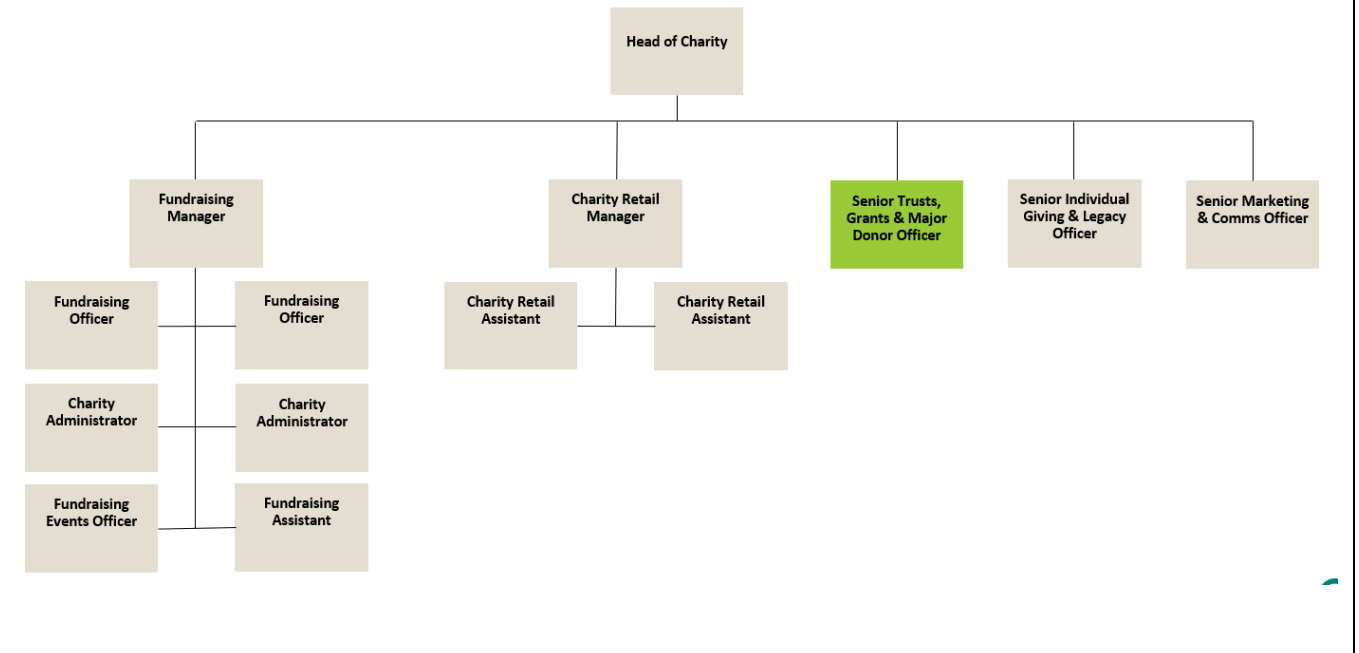 Head of Charity
Fundraising
Manager
Charity Retail
Manager
Senior Trusts,
Grants & Major
Donor Officer
Senior Individual
Giving & Legacy
Officer
Senior Marketing
& Comms Officer
Fundraising
Officer
Fundraising
Officer
Charity Retail
Assistant
Charity Retail
Assistant
Charity
Administrator
Charity
Administrator
Fundraising
Events Officer
Fundraising
Assistant